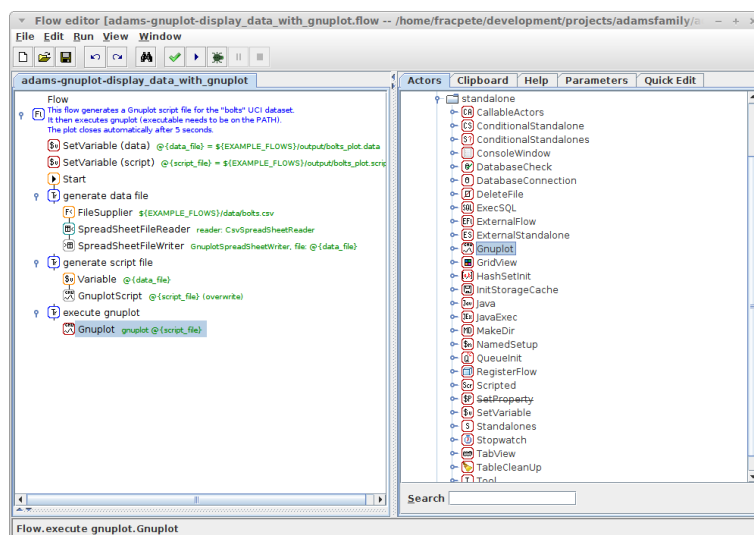 Flow editor [adams-gnuplot-display_data_with_gnuplot.flow -- /home/fracpete/development/projects/adamsfamily/
File Edit Run View Window
adams-gnuplot-display_data_with_gnuplot
Flow
This flow generates a Gnuplot script file for the "bolts" UCI dataset.
It then executes gnuplot (executable needs to be on the PATH).
The plot closes automatically after 5 seconds.
SetVariable (data) @{data_file} = ${EXAMPLE_FLOWS}/output/bolts_plot.data
SetVariable (script) @{script_file} = ${EXAMPLE_FLOWS}/output/bolts_plot.scrip
Start
generate data file
FileSupplier ${EXAMPLE_FLOWS}/data/bolts.csv
SpreadSheetFileReader reader: CsvSpreadSheetReader
SpreadSheetFileWriter GnuplotSpreadSheetWriter, file: @{data_file}
generate script file
Variable @{data_file}
GnuplotScript @{script_file} (overwrite)
execute gnuplot
Gnuplot gnuplot @{script_file}
Actors Clipboard Help Parameters Quick Edit
standalone
CallableActors
ConditionalStandalone
ConditionalStandalones
ConsoleWindow
DatabaseCheck
DatabaseConnection
DeleteFile
ExecSQL
ExternalFlow
ExternalStandalone
Gnuplot
GridView
HashSetInit
InitStorageCache
Java
JavaExec
MakeDir
NamedSetup
QueueInit
RegisterFlow
Scripted
SetProperty
SetVariable
Standalones
Stopwatch
TabView
TableCleanUp
Tool
Search
Flow.execute gnuplot.Gnuplot